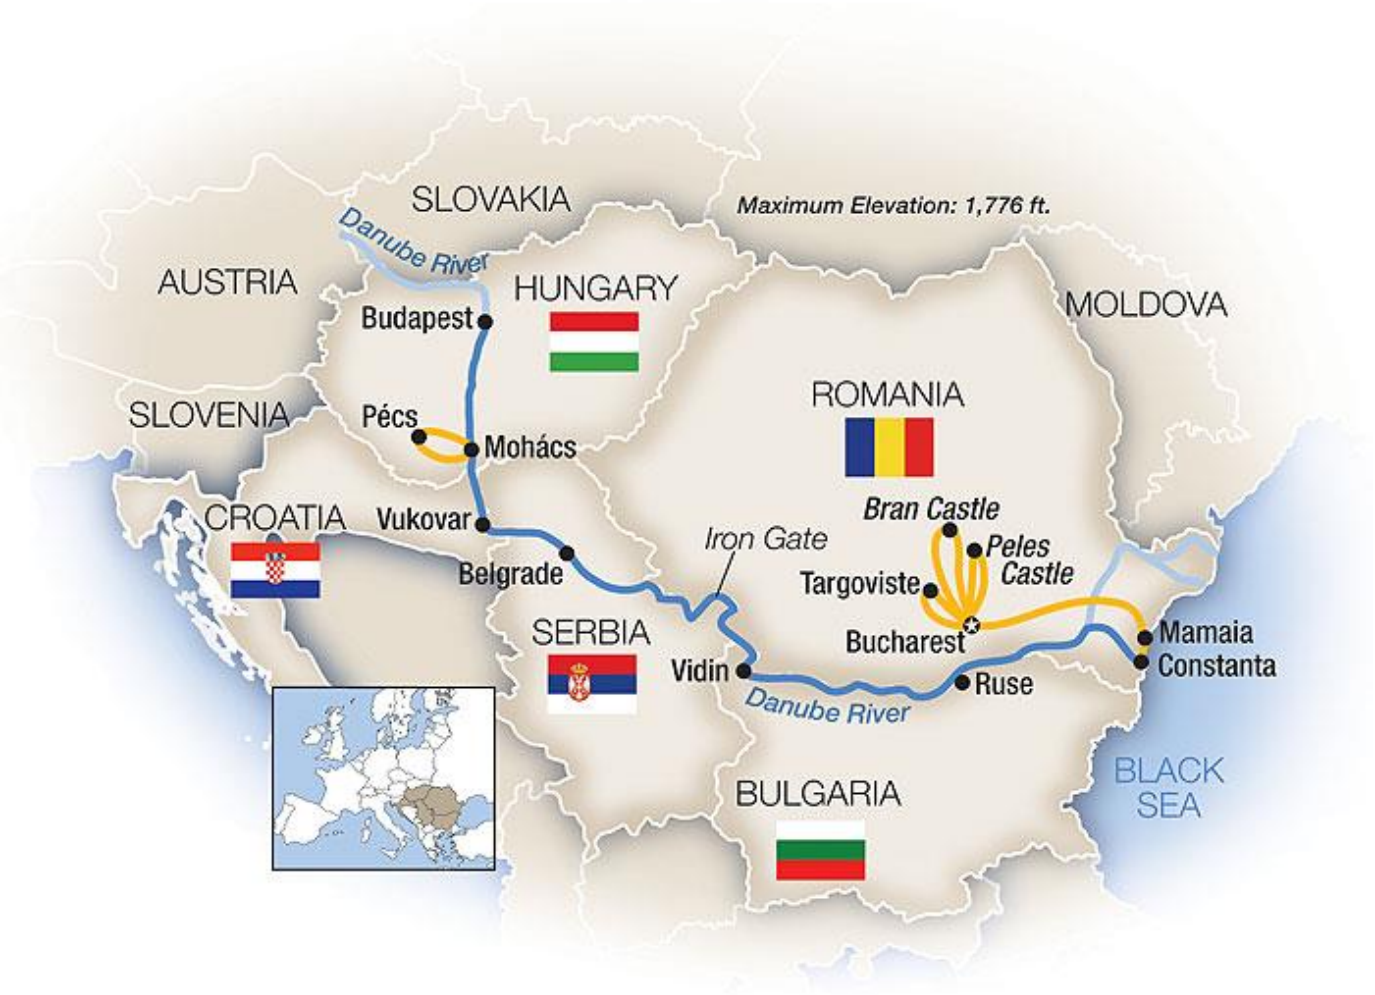 SLOVAKIA
Maximum Elevation: 1,776 ft.
Danube River
AUSTRIA
HUNGARY
MOLDOVA
Budapest
ROMANIA
SLOVENIA
Pécs
Mohács
CROATIA
Vukovar
Bran Castle
Iron Gate
Peles
Castle
Belgrade
Targoviste
SERBIA
Bucharest
Mamaia
Constanta
Vidin
Ruse
Danube River
BLACK
SEA
BULGARIA